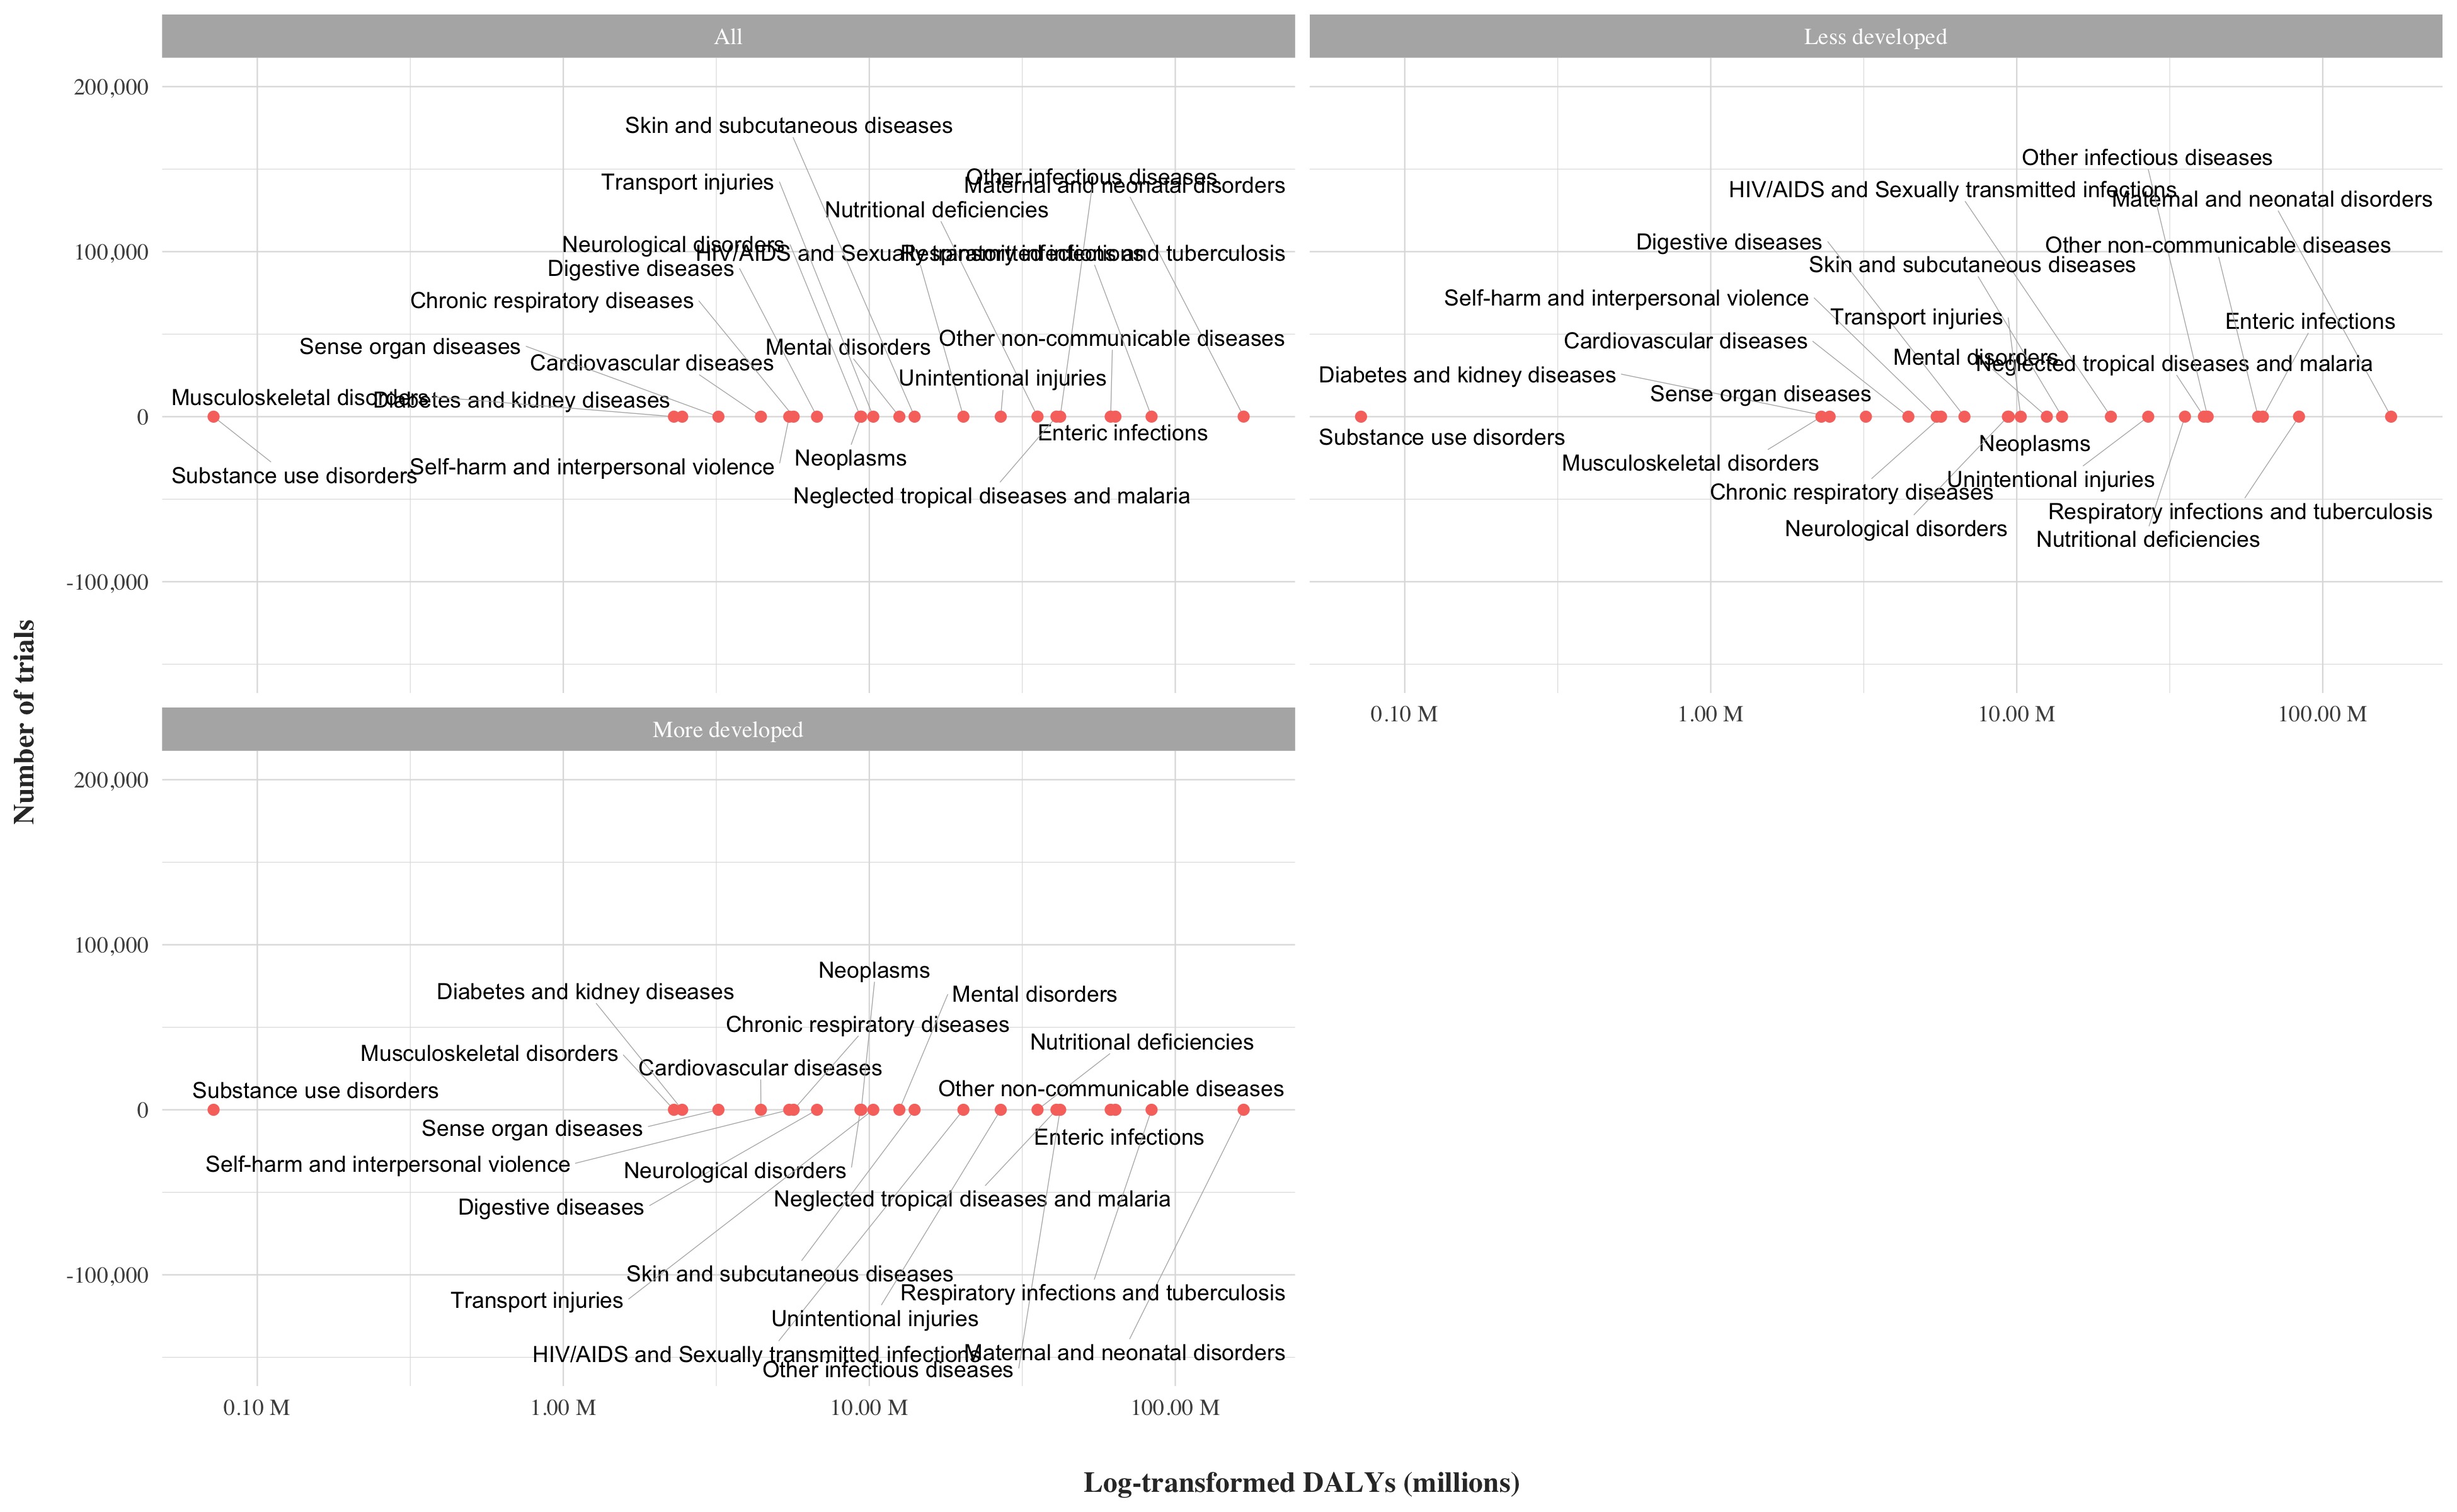 All
Less developed
200,000
Skin and subcutaneous diseases
Other infectious diseases
Transport injuries
Other infectious diseases
Maternal and neonatal disorders
HIV/AIDS and Sexually transmitted infections
Maternal and neonatal disorders
Nutritional deficiencies
Neurological disorders
HIV/AIDS and Sexually transmitted infections
Respiratory infections and tuberculosis
100,000
Digestive diseases
Other non-communicable diseases
Digestive diseases
Skin and subcutaneous diseases
Chronic respiratory diseases
Self-harm and interpersonal violence
Transport injuries
Enteric infections
Sense organ diseases
Mental disorders
Other non-communicable diseases
Cardiovascular diseases
Cardiovascular diseases
Mental disorders
Neglected tropical diseases and malaria
Unintentional injuries
Diabetes and kidney diseases
Musculoskeletal disorders
Diabetes and kidney diseases
Sense organ diseases
0
Enteric infections
Substance use disorders
Neoplasms
Neoplasms
Substance use disorders
Self-harm and interpersonal violence
Musculoskeletal disorders
Unintentional injuries
Neglected tropical diseases and malaria
Chronic respiratory diseases
Respiratory infections and tuberculosis
Neurological disorders
Nutritional deficiencies
-100,000
0.10 M
1.00 M
10.00 M
100.00 M
More developed
200,000
100,000
Neoplasms
Diabetes and kidney diseases
Mental disorders
Chronic respiratory diseases
Nutritional deficiencies
Musculoskeletal disorders
Cardiovascular diseases
Substance use disorders
Other non-communicable diseases
0
Sense organ diseases
Enteric infections
Self-harm and interpersonal violence
Neurological disorders
Digestive diseases
Neglected tropical diseases and malaria
-100,000
Skin and subcutaneous diseases
Transport injuries
Respiratory infections and tuberculosis
Unintentional injuries
HIV/AIDS and Sexually transmitted infections
Maternal and neonatal disorders
Other infectious diseases
0.10 M
1.00 M
10.00 M
100.00 M
Number of trials
Log-transformed DALYs (millions)